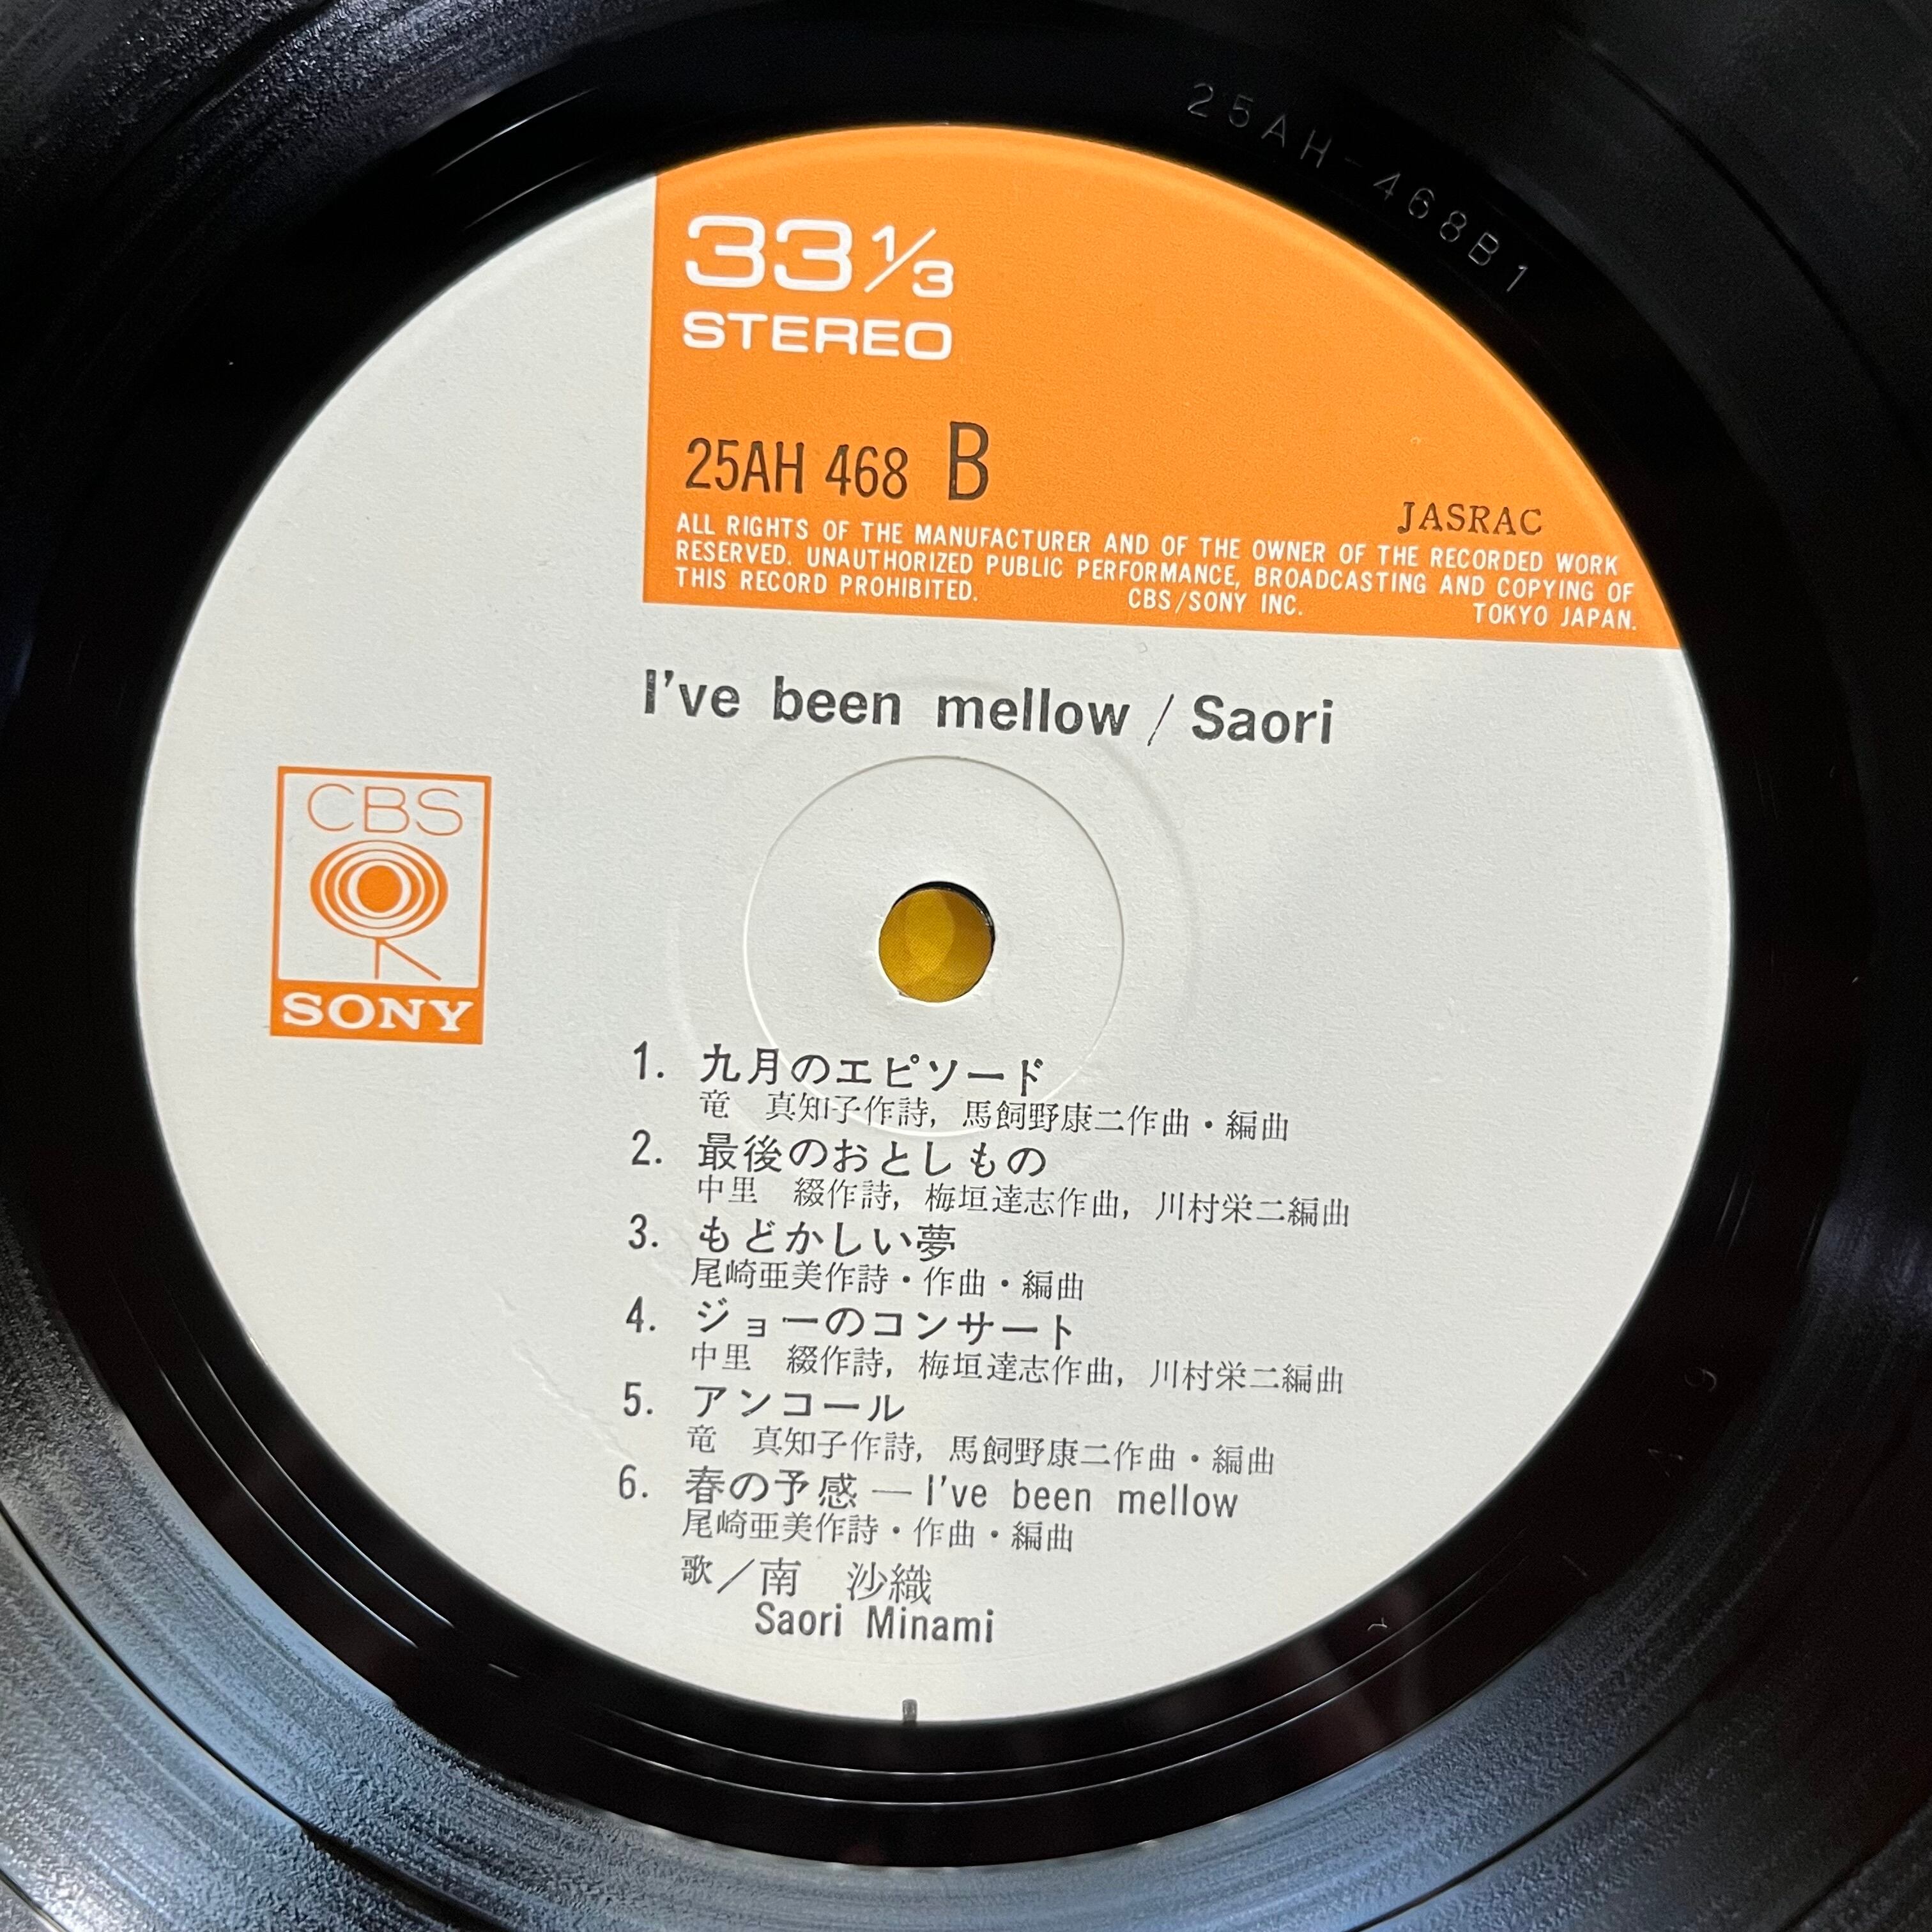 25AH-468B1
33 1/3
STEREO
25AH 468 B
JASRAC
ALL RIGHTS OF THE MANUFACTURER AND OF THE OWNER OF THE RECORDED WORK
RESERVED. UNAUTHORIZED PUBLIC PERFORMANCE, BROADCASTING AND COPYING OF
THIS RECORD PROHIBITED. CBS/SONY INC. TOKYO JAPAN.
I've been mellow / Saori
CBS
SONY
1. 九月のエピソード
竜　真知子作詩, 馬飼野康二作曲・編曲
2. 最後のおとしもの
中里　綴作詩, 梅垣達志作曲, 川村栄二編曲
3. もどかしい夢
尾崎亜美作詩・作曲・編曲
4. ジョーのコンサート
中里　綴作詩, 梅垣達志作曲, 川村栄二編曲
5. アンコール
竜　真知子作詩, 馬飼野康二作曲・編曲
6. 春の予感 — I've been mellow
尾崎亜美作詩・作曲・編曲
歌／南　沙織
Saori Minami